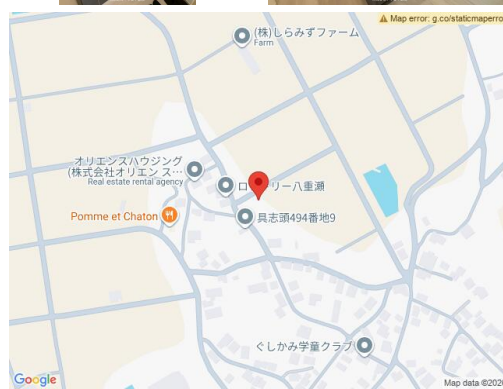 Map error: g.co/staticmaperro
(株)しらみずファーム
Farm
オリエンスハウジング
(株式会社オリエンス…
Real estate rental agency
ロ リー八重瀬
Pomme et Chaton
具志頭494番地9
ぐしかみ学童クラブ
Google
Map data ©202